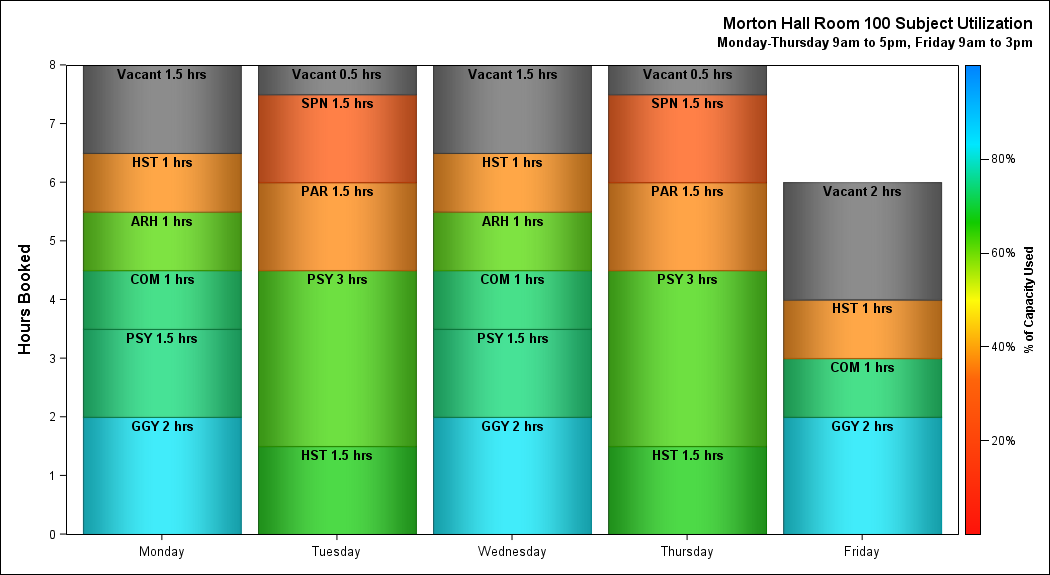 Morton Hall Room 100 Subject Utilization
Monday-Thursday 9am to 5pm, Friday 9am to 3pm
Hours Booked
8
7
6
5
4
3
2
1
0
Vacant 1.5 hrs
HST 1 hrs
ARH 1 hrs
COM 1 hrs
PSY 1.5 hrs
GGY 2 hrs
Monday
Vacant 0.5 hrs
SPN 1.5 hrs
PAR 1.5 hrs
PSY 3 hrs
HST 1.5 hrs
Tuesday
Vacant 1.5 hrs
HST 1 hrs
ARH 1 hrs
COM 1 hrs
PSY 1.5 hrs
GGY 2 hrs
Wednesday
Vacant 0.5 hrs
SPN 1.5 hrs
PAR 1.5 hrs
PSY 3 hrs
HST 1.5 hrs
Thursday
Vacant 2 hrs
HST 1 hrs
COM 1 hrs
GGY 2 hrs
Friday
80%
60%
40%
20%
% of Capacity Used